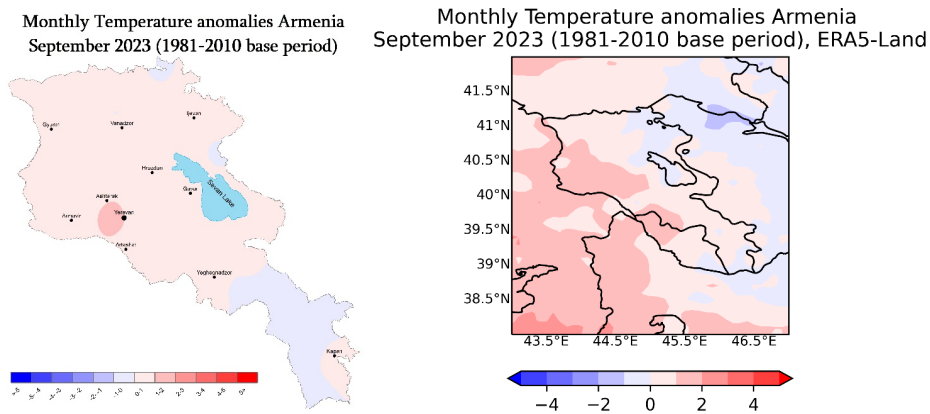 Monthly Temperature anomalies Armenia
September 2023 (1981-2010 base period)
Vanadzor
Hrazdan
Gavar
Sevan Lake
Ashtarak
Yerevan
Armavir
Artashat
Yeghegnadzor
Kapan
Monthly Temperature anomalies Armenia
September 2023 (1981-2010 base period), ERA5-Land
41.5°N
41°N
40.5°N
40°N
39.5°N
39°N
38.5°N
43.5°E 44.5°E 45.5°E 46.5°E
−4 −2 0 2 4